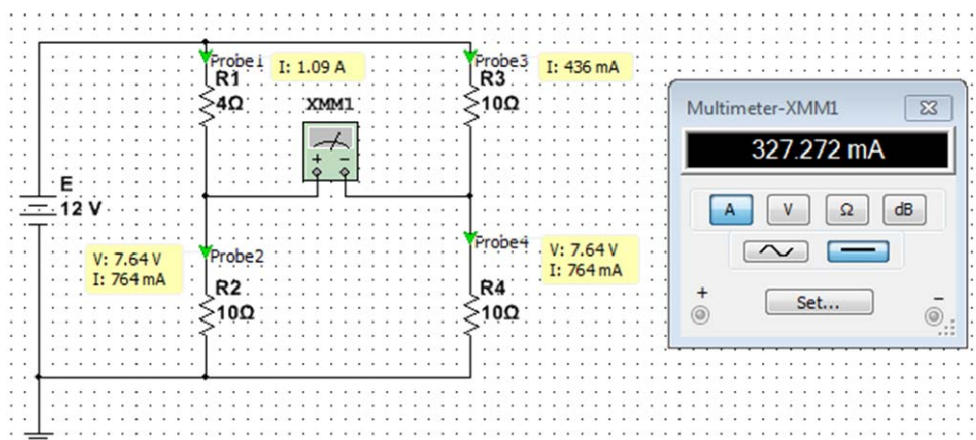 Probe1
I: 1.09 A
R1
4Ω
XMM1
+ −
Probe3
I: 436 mA
R3
10Ω
E
12 V
V: 7.64 V
I: 764 mA
Probe2
R2
10Ω
Probe4
V: 7.64 V
I: 764 mA
R4
10Ω
Multimeter-XMM1
327.272 mA
A V Ω dB
+ Set... −